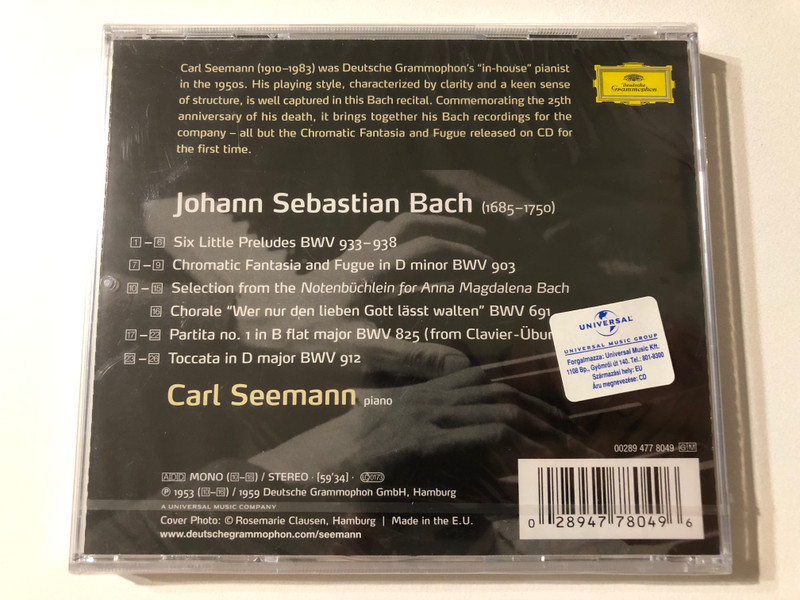 Carl Seemann (1910–1983) was Deutsche Grammophon's "in-house" pianist
in the 1950s. His playing style, characterized by clarity and a keen sense
of structure, is well captured in this Bach recital. Commemorating the 25th
anniversary of his death, it brings together his Bach recordings for the
company – all but the Chromatic Fantasia and Fugue released on CD for
the first time.
Deutsche
Grammophon
Johann Sebastian Bach (1685–1750)
1 – 6 Six Little Preludes BWV 933–938
7 – 9 Chromatic Fantasia and Fugue in D minor BWV 903
10 – 15 Selection from the Notenbüchlein for Anna Magdalena Bach
16 Chorale "Wer nur den lieben Gott lässt walten" BWV 691
17 – 22 Partita no. 1 in B flat major BWV 825 (from Clavier-Übun
23 – 26 Toccata in D major BWV 912
Carl Seemann piano
UNIVERSAL
UNIVERSAL MUSIC GROUP
Forgalmazza: Universal Music Kft.
1108 Bp., Gyömrői út 140. Tel.: 801-8300
Származási hely: EU
Áru megnevezése: CD
00289 477 8049 GM
ADD MONO (10–16) / STEREO · [59'34] · LC 0173
℗ 1953 (10–16) / 1959 Deutsche Grammophon GmbH, Hamburg
A UNIVERSAL MUSIC COMPANY
Cover Photo: © Rosemarie Clausen, Hamburg | Made in the E.U.
www.deutschegrammophon.com/seemann
0 28947 78049 6